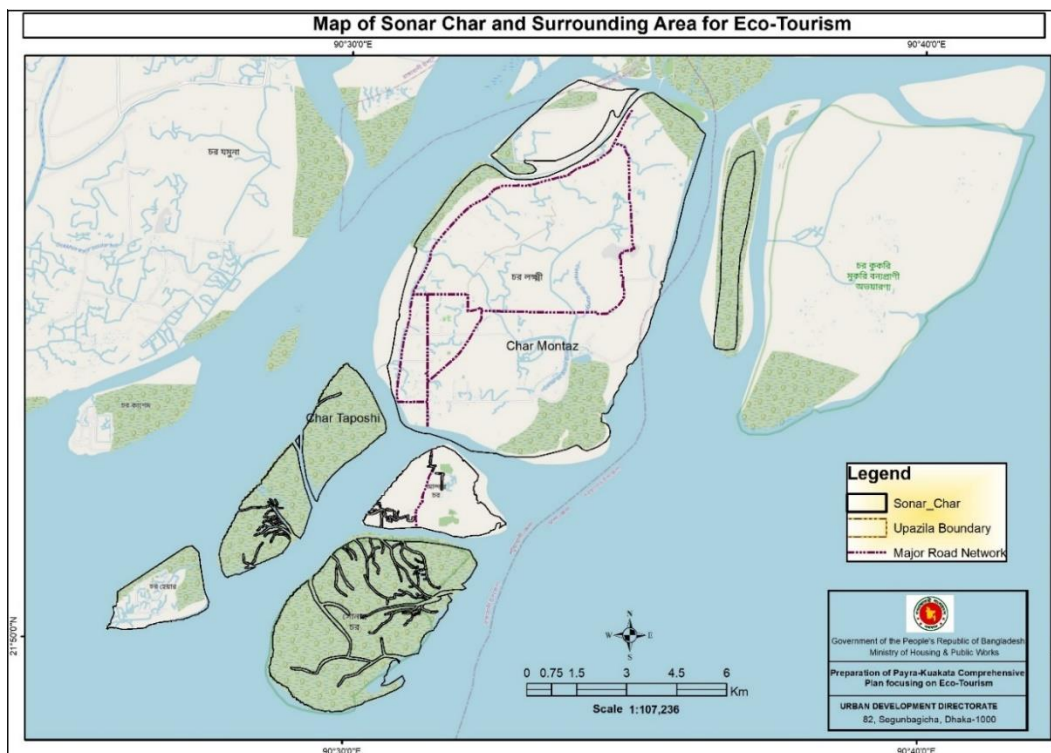 Map of Sonar Char and Surrounding Area for Eco-Tourism
90°30'0"E
90°40'0"E
চর যমুনা
চর লক্ষ্মী
চর কুকরি
মুকরি বন্যপ্রাণী
অভয়ারণ্য
Char Montaz
Char Taposhi
চর
চর
Legend
Sonar_Char
Upazila Boundary
Major Road Network
21°50'0"N
N
W
E
S
0 0.75 1.5 3 4.5 6
Km
Scale 1:107,236
Government of the People's Republic of Bangladesh
Ministry of Housing & Public Works
Preparation of Payra-Kuakata Comprehensive
Plan focusing on Eco-Tourism
URBAN DEVELOPMENT DIRECTORATE
82, Segunbagicha, Dhaka-1000
90°30'0"E
90°40'0"E